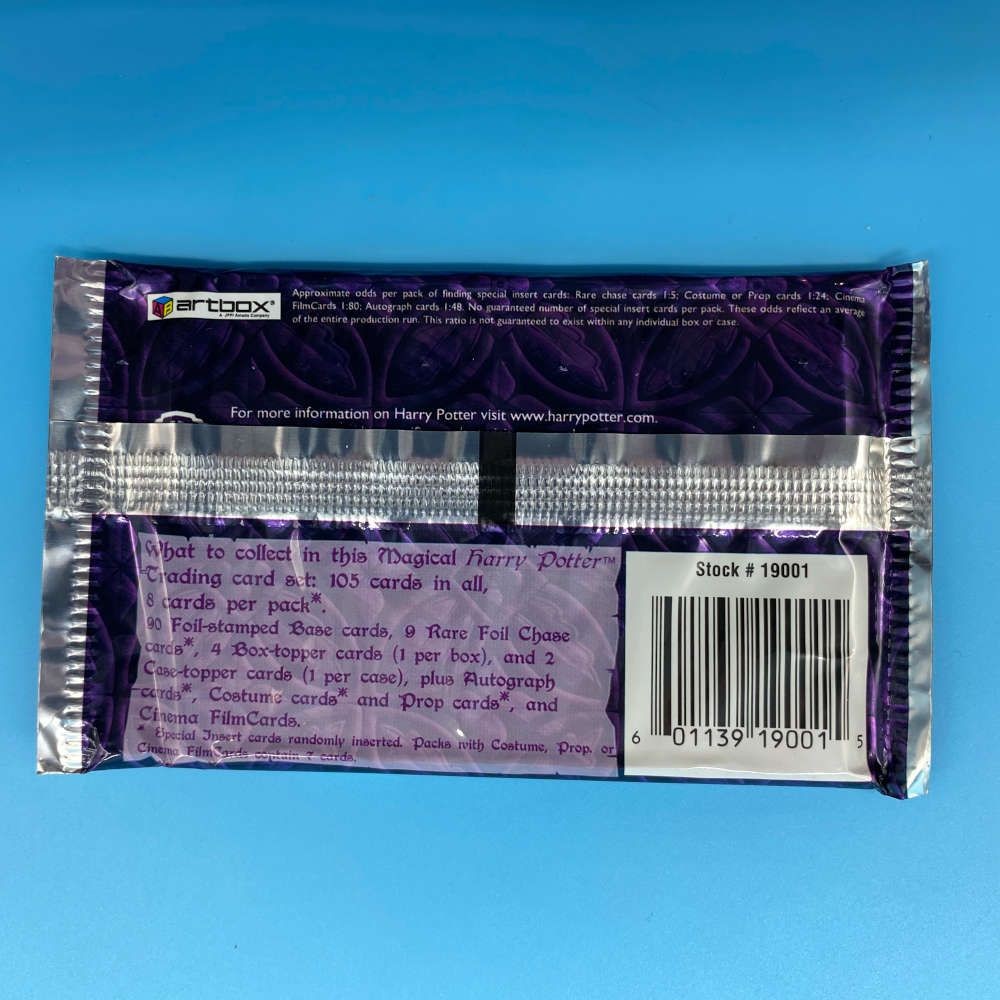 artbox®
A JPP/Amada Company
Approximate odds per pack of finding special insert cards: Rare chase cards 1:5; Costume or Prop cards 1:24; Cinema
FilmCards 1:80; Autograph cards 1:48. No guaranteed number of special insert cards per pack. These odds reflect an average
of the entire production run. This ratio is not guaranteed to exist within any individual box or case.
For more information on Harry Potter visit www.harrypotter.com.
What to collect in this Magical Harry Potter™
Trading card set: 105 cards in all,
8 cards per pack*.
90 Foil-stamped Base cards, 9 Rare Foil Chase
cards*, 4 Box-topper cards (1 per box), and 2
Case-topper cards (1 per case), plus Autograph
cards*, Costume cards* and Prop cards*, and
Cinema FilmCards.
* Special Insert cards randomly inserted. Packs with Costume, Prop, or
Cinema FilmCards contain 7 cards.
Stock # 19001
6 01139 19001 5